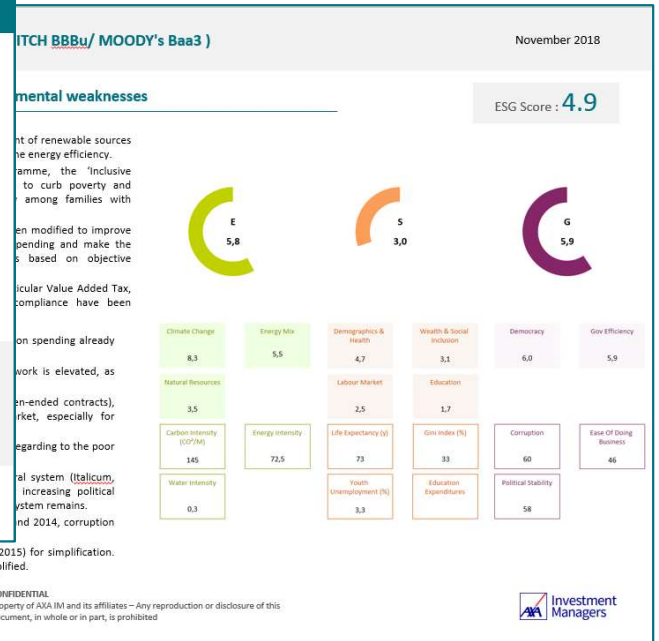 ITCH BBBu/ MOODY's Baa3 )
November 2018
mental weaknesses
ESG Score : 4.9
nt of renewable sources
ne energy efficiency.
ramme, the 'Inclusive
to curb poverty and
among families with
en modified to improve
pending and make the
s based on objective
icular Value Added Tax,
compliance have been
on spending already
work is elevated, as
en-ended contracts),
rket, especially for
egarding to the poor
ral system (Italicum,
increasing political
ystem remains.
nd 2014, corruption
2015) for simplification.
lified.
E
5,8
S
3,0
G
5,9
Climate Change
8,3
Energy Mix
5,5
Demographics &
Health
4,7
Wealth & Social
Inclusion
3,1
Democracy
6,0
Gov Efficiency
5,9
Natural Resources
3,5
Labour Market
2,5
Education
1,7
Carbon Intensity
(CO²/M)
145
Energy Intensity
72,5
Life Expectancy (y)
73
Gini Index (%)
33
Corruption
60
Ease Of Doing
Business
46
Water Intensity
0,3
Youth
Unemployment (%)
3,3
Education
Expenditures
Political Stability
58
ONFIDENTIAL
operty of AXA IM and its affiliates – Any reproduction or disclosure of this
ocument, in whole or in part, is prohibited
AXA Investment
Managers